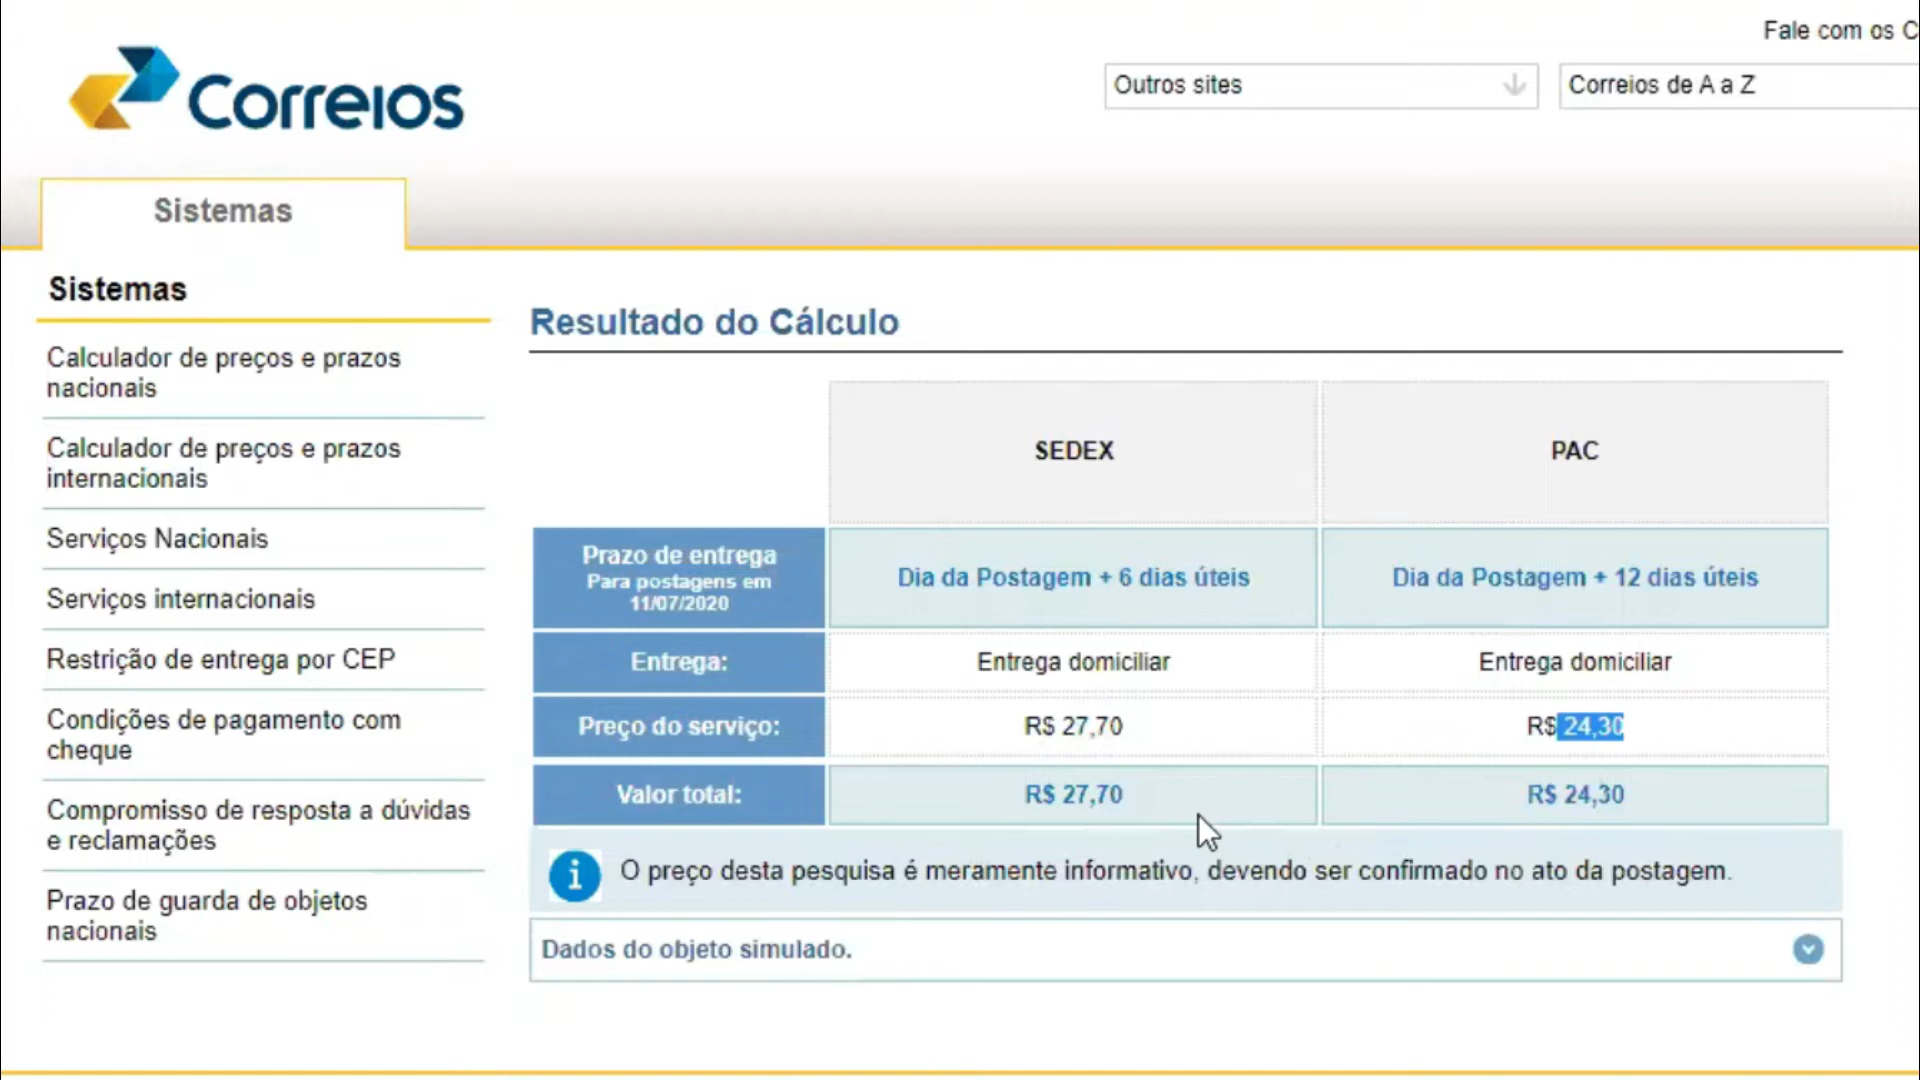 Fale com os C
Correios
Outros sites
Correios de A a Z
Sistemas
Sistemas
Calculador de preços e prazos
nacionais
Calculador de preços e prazos
internacionais
Serviços Nacionais
Serviços internacionais
Restrição de entrega por CEP
Condições de pagamento com
cheque
Compromisso de resposta a dúvidas
e reclamações
Prazo de guarda de objetos
nacionais
Resultado do Cálculo
SEDEX PAC
Prazo de entrega
Para postagens em
11/07/2020
Dia da Postagem + 6 dias úteis Dia da Postagem + 12 dias úteis
Entrega: Entrega domiciliar Entrega domiciliar
Preço do serviço: R$ 27,70 R$ 24,30
Valor total: R$ 27,70 R$ 24,30
i O preço desta pesquisa é meramente informativo, devendo ser confirmado no ato da postagem.
Dados do objeto simulado.